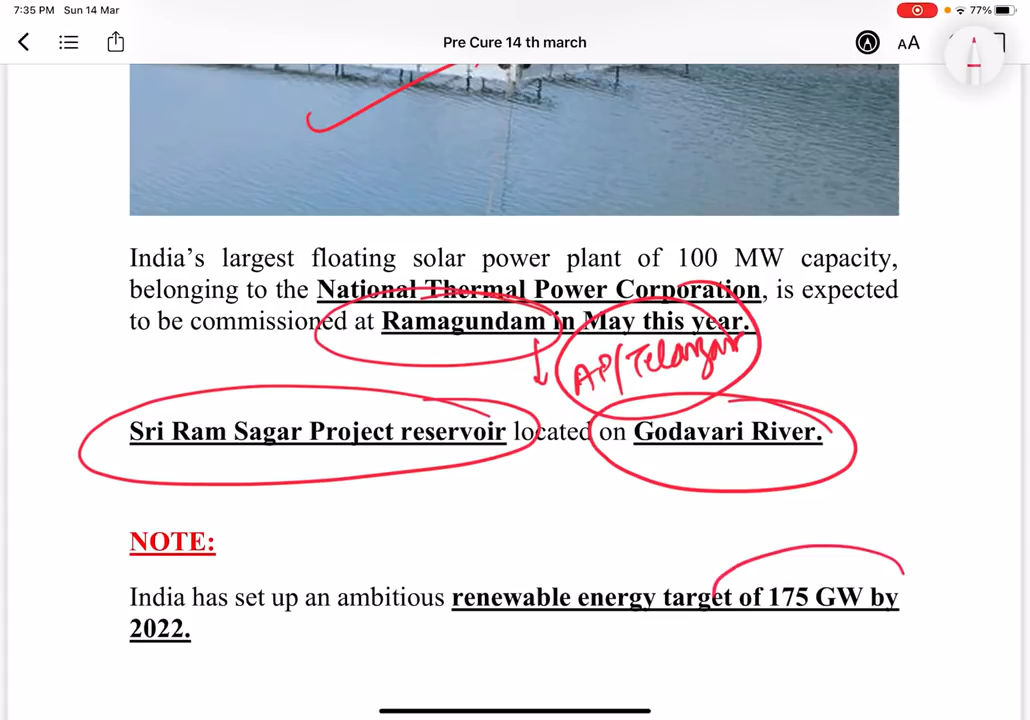 7:35 PM Sun 14 Mar
77%
Pre Cure 14 th march
AA
India's largest floating solar power plant of 100 MW capacity,
belonging to the National Thermal Power Corporation, is expected
to be commissioned at Ramagundam in May this year.
AP/Telangana
Sri Ram Sagar Project reservoir located on Godavari River.
NOTE:
India has set up an ambitious renewable energy target of 175 GW by
2022.